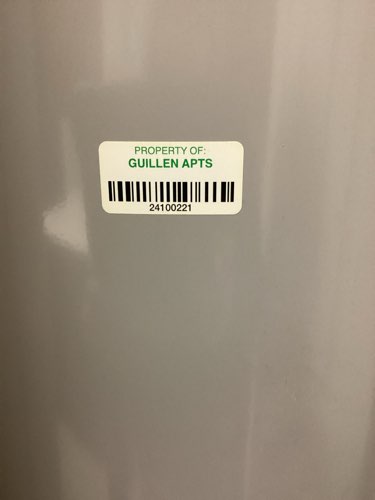 PROPERTY OF:
GUILLEN APTS
24100221